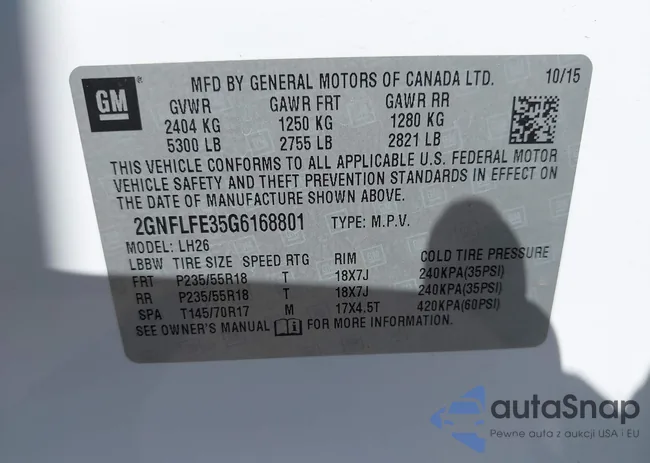 GM
MFD BY GENERAL MOTORS OF CANADA LTD. 10/15
GVWR GAWR FRT GAWR RR
2404 KG 1250 KG 1280 KG
5300 LB 2755 LB 2821 LB
THIS VEHICLE CONFORMS TO ALL APPLICABLE U.S. FEDERAL MOTOR
VEHICLE SAFETY AND THEFT PREVENTION STANDARDS IN EFFECT ON
THE DATE OF MANUFACTURE SHOWN ABOVE.
2GNFLFE35G6168801 TYPE: M.P.V.
MODEL: LH26
LBBW TIRE SIZE SPEED RTG RIM COLD TIRE PRESSURE
FRT P235/55R18 T 18X7J 240KPA(35PSI)
RR P235/55R18 T 18X7J 240KPA(35PSI)
SPA T145/70R17 M 17X4.5T 420KPA(60PSI)
SEE OWNER'S MANUAL FOR MORE INFORMATION.
autaSnap
Pewne auta z aukcji USA i EU